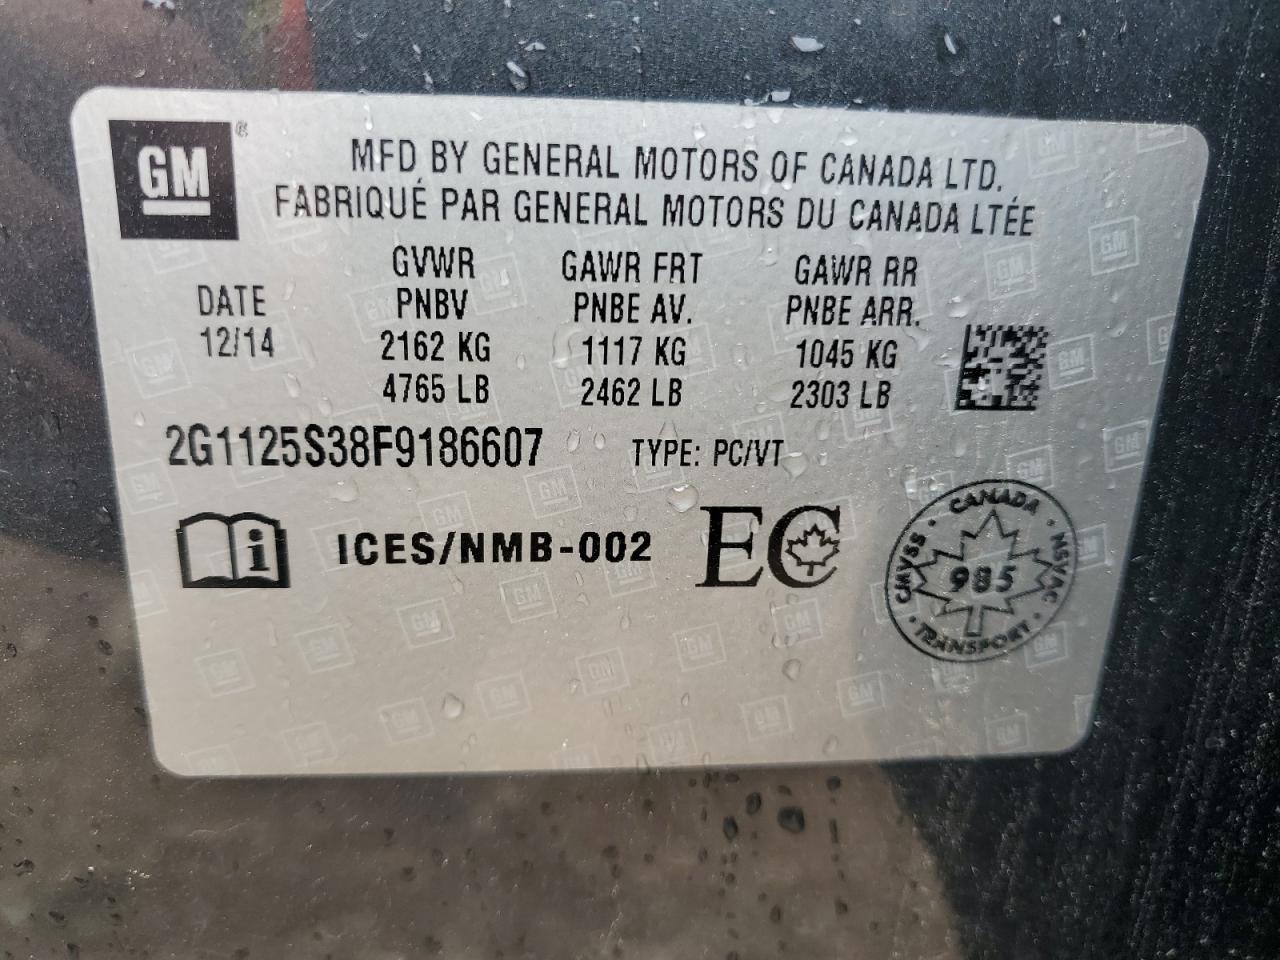 GM®
MFD BY GENERAL MOTORS OF CANADA LTD.
FABRIQUÉ PAR GENERAL MOTORS DU CANADA LTÉE
DATE
12/14
GVWR
PNBV
2162 KG
4765 LB
GAWR FRT
PNBE AV.
1117 KG
2462 LB
GAWR RR
PNBE ARR.
1045 KG
2303 LB
2G1125S38F9186607 TYPE: PC/VT
i ICES/NMB-002 EC
CANADA
CMVSS • NSVAC
985
TRANSPORT